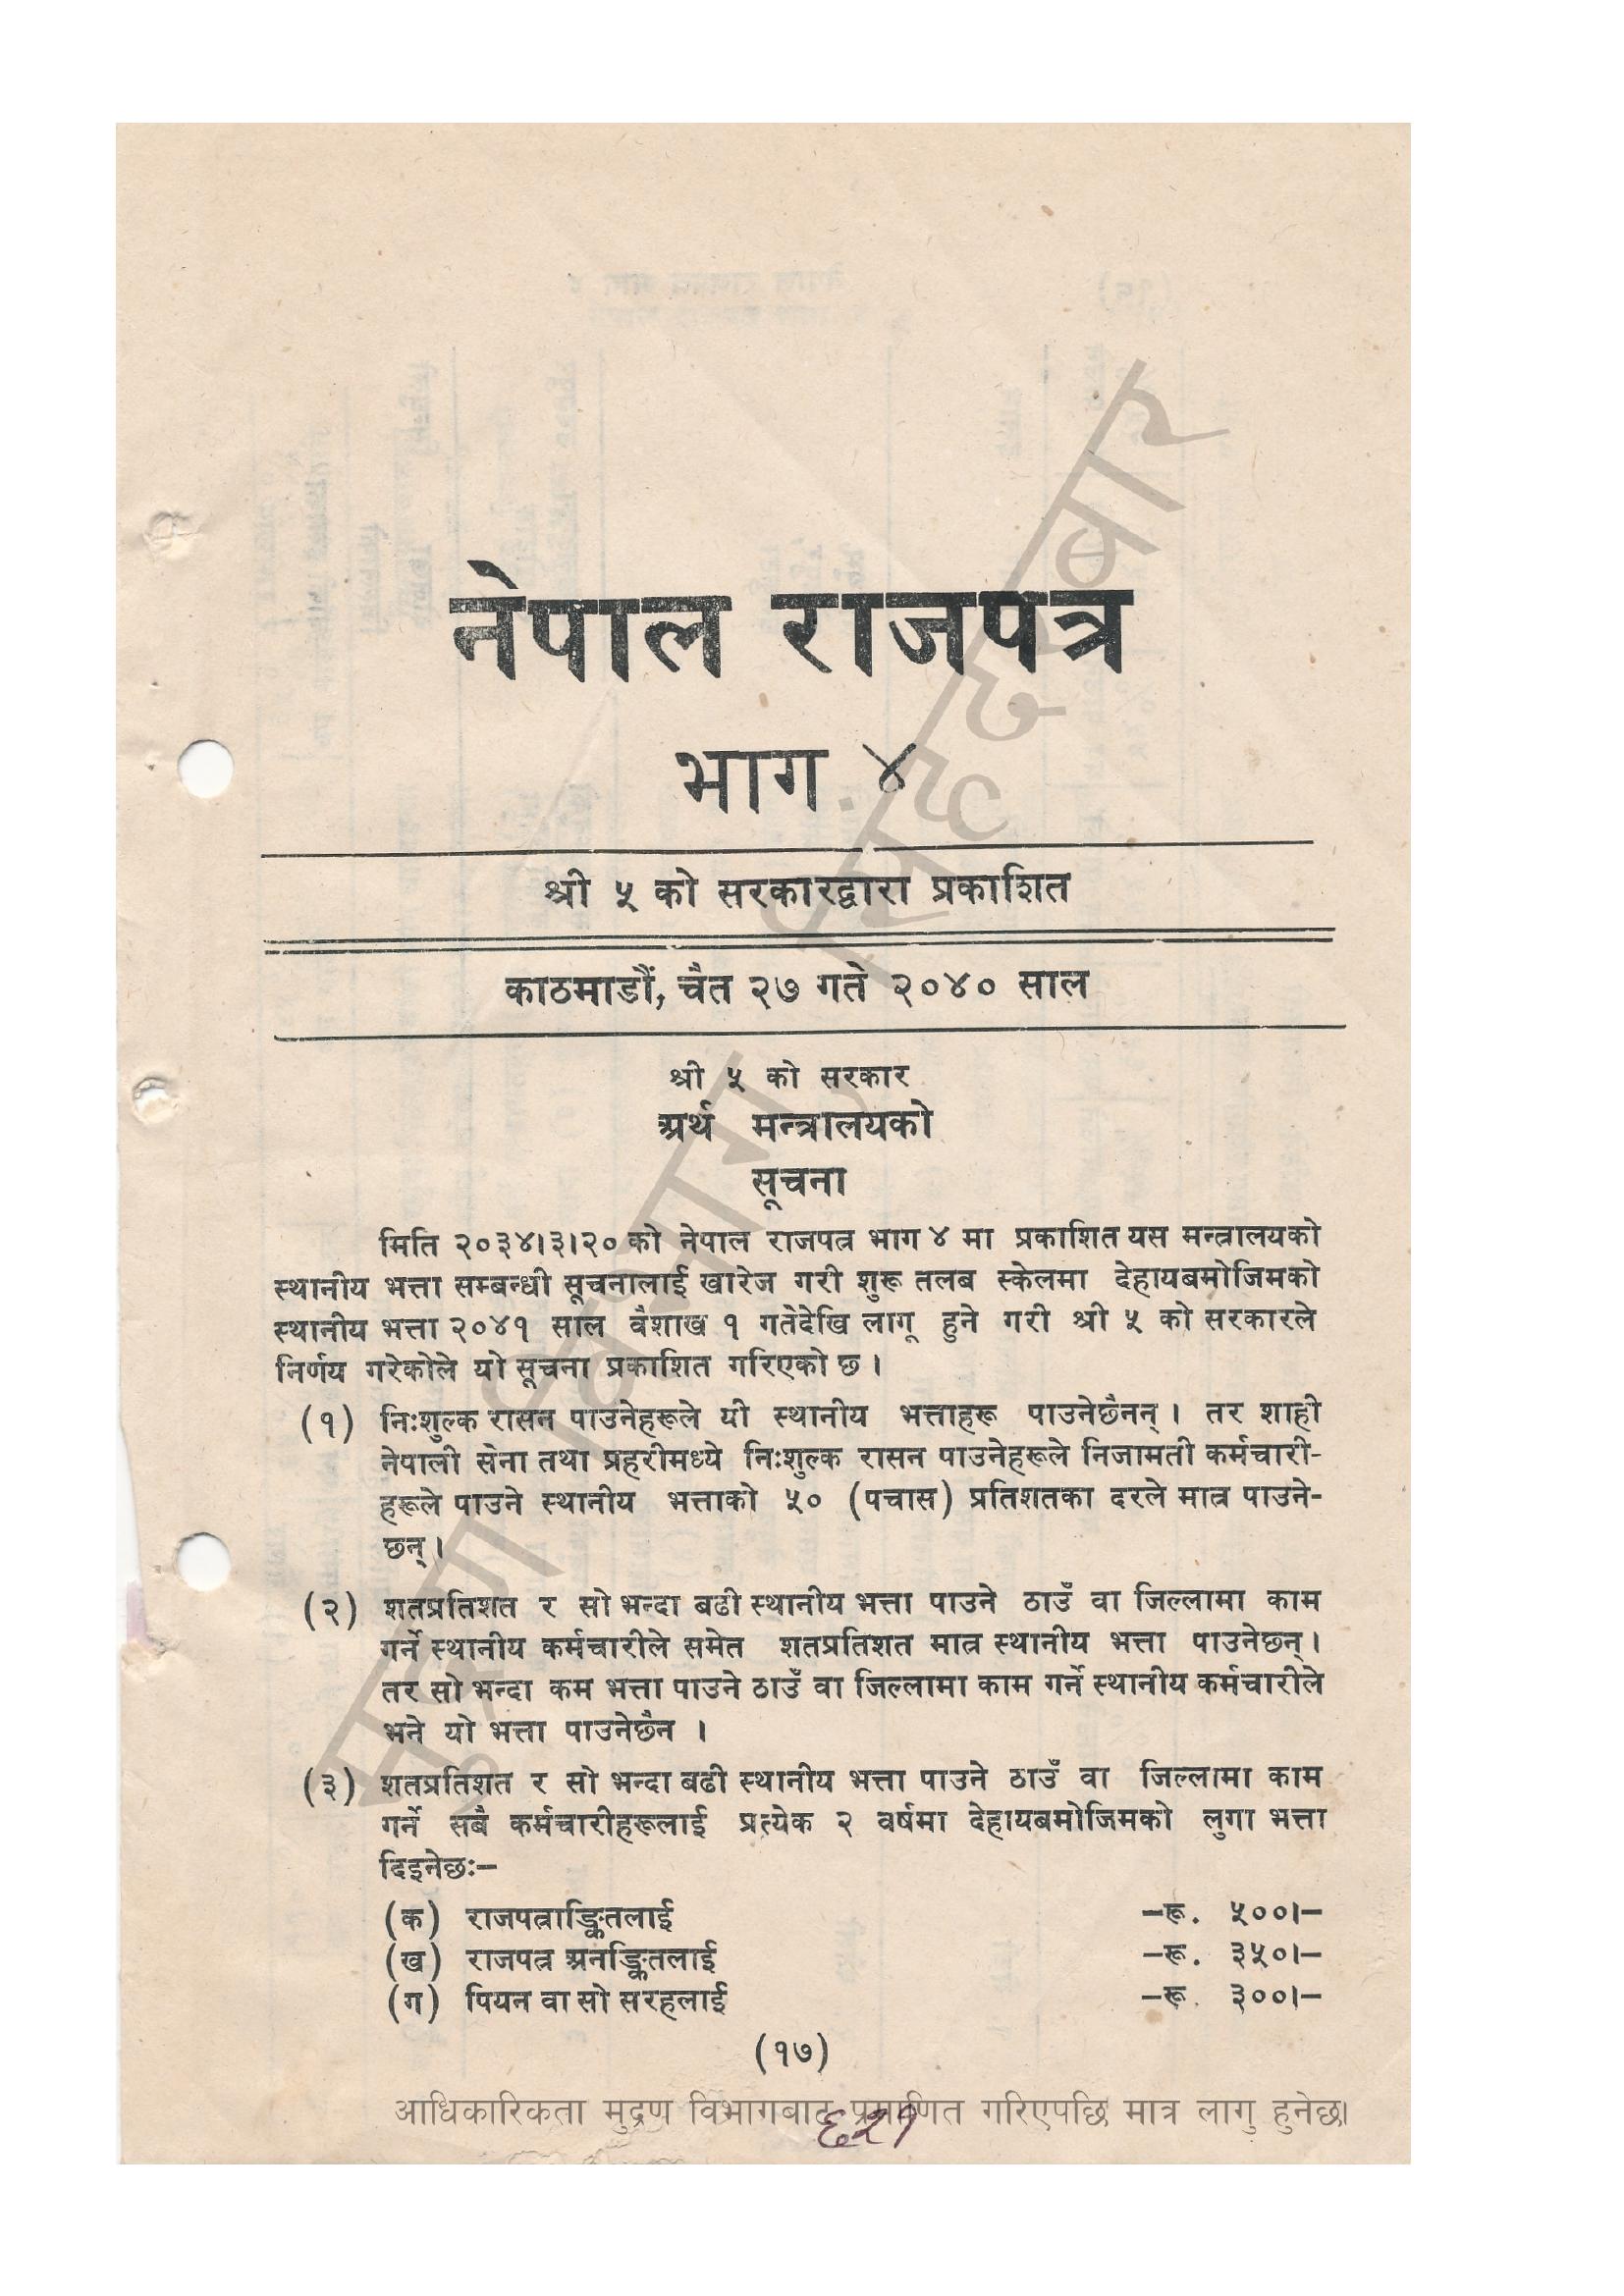 नेपाल राजपत्र
भाग ४
श्री ५ को सरकारद्वारा प्रकाशित
काठमाडौं, चैत २७ गते २०४० साल
श्री ५ को सरकार
अर्थ मन्त्रालयको
सूचना
मिति २०३४।३।२० को नेपाल राजपत्र भाग ४ मा प्रकाशित यस मन्त्रालयको
स्थानीय भत्ता सम्बन्धी सूचनालाई खारेज गरी शुरू तलब स्केलमा देहायबमोजिमको
स्थानीय भत्ता २०४१ साल वैशाख १ गतेदेखि लागू हुने गरी श्री ५ को सरकारले
निर्णय गरेकोले यो सूचना प्रकाशित गरिएको छ ।
(१) निःशुल्क रासन पाउनेहरूले यी स्थानीय भत्ताहरू पाउनेछैनन् । तर शाही
नेपाली सेना तथा प्रहरीमध्ये निःशुल्क रासन पाउनेहरूले निजामती कर्मचारी-
हरूले पाउने स्थानीय भत्ताको ५० (पचास) प्रतिशतका दरले मात्र पाउने-
छन् ।
(२) शतप्रतिशत र सो भन्दा बढी स्थानीय भत्ता पाउने ठाउँ वा जिल्लामा काम
गर्ने स्थानीय कर्मचारीले समेत शतप्रतिशत मात्र स्थानीय भत्ता पाउनेछन् ।
तर सो भन्दा कम भत्ता पाउने ठाउँ वा जिल्लामा काम गर्ने स्थानीय कर्मचारीले
भने यो भत्ता पाउनेछैन ।
(३) शतप्रतिशत र सो भन्दा बढी स्थानीय भत्ता पाउने ठाउँ वा जिल्लामा काम
गर्ने सबै कर्मचारीहरूलाई प्रत्येक २ वर्षमा देहायबमोजिमको लुगा भत्ता
दिइनेछः-
(क) राजपत्राङ्कितलाई -रू. ५००।-
(ख) राजपत्र अनङ्कितलाई -रू. ३५०।-
(ग) पियन वा सो सरहलाई -रू. ३००।-
(१७)
आधिकारिकता मुद्रण विभागबाट प्रमाणित गरिएपछि मात्र लागु हुनेछ।
६२१
मुद्रण विभाग, सिंहदरबार